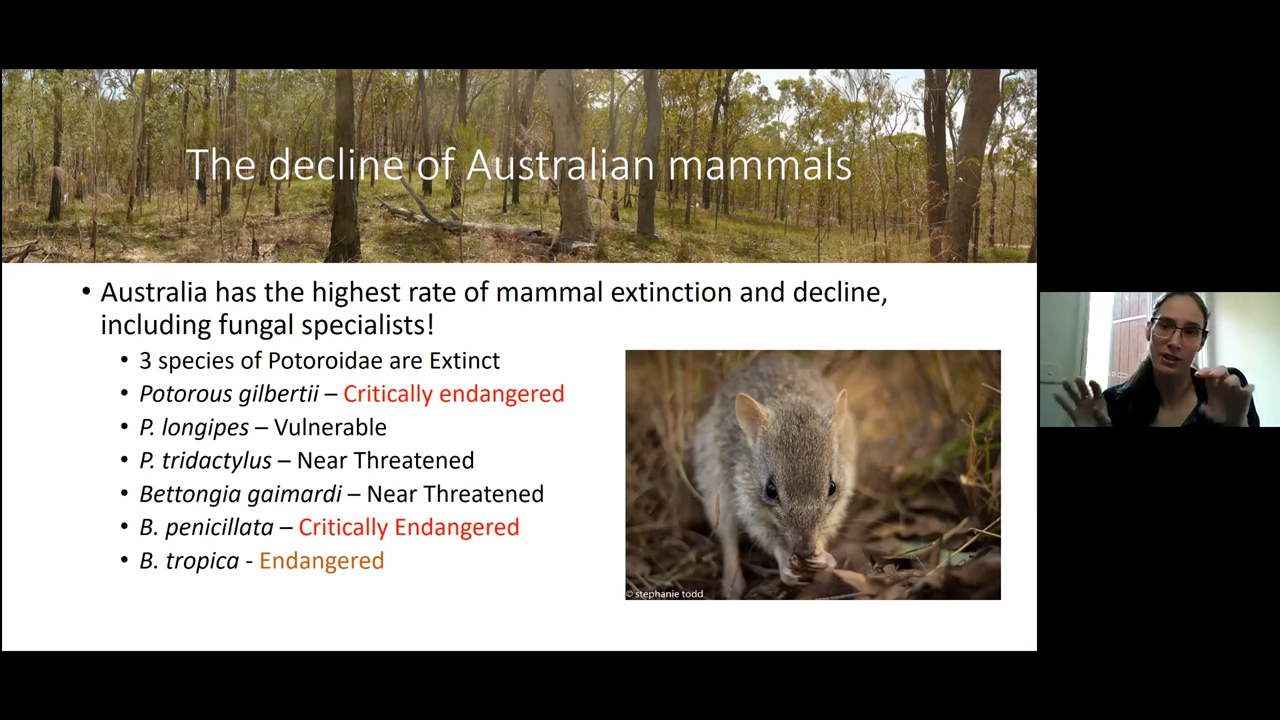 The decline of Australian mammals
• Australia has the highest rate of mammal extinction and decline,
including fungal specialists!
• 3 species of Potoroidae are Extinct
• Potorous gilbertii – Critically endangered
• P. longipes – Vulnerable
• P. tridactylus – Near Threatened
• Bettongia gaimardi – Near Threatened
• B. penicillata – Critically Endangered
• B. tropica - Endangered
© stephanie todd